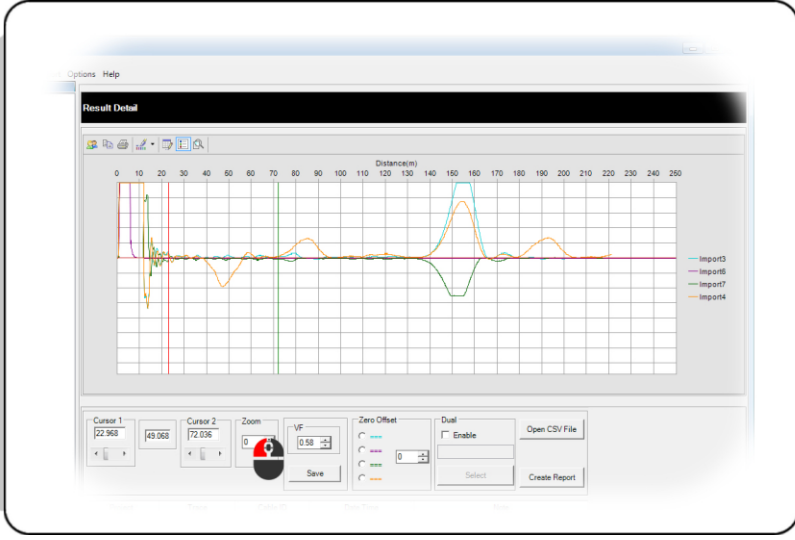 Options Help
Result Detail
Distance(m)
0 10 20 30 40 50 60 70 80 90 100 110 120 130 140 150 160 170 180 190 200 210 220 230 240 250
Import3
Import6
Import7
Import4
Cursor 1 Cursor 2 Zoom VF Zero Offset Dual
22.968 49.068 72.036 0 0.58 0 Enable Open CSV File
Save Select Create Report